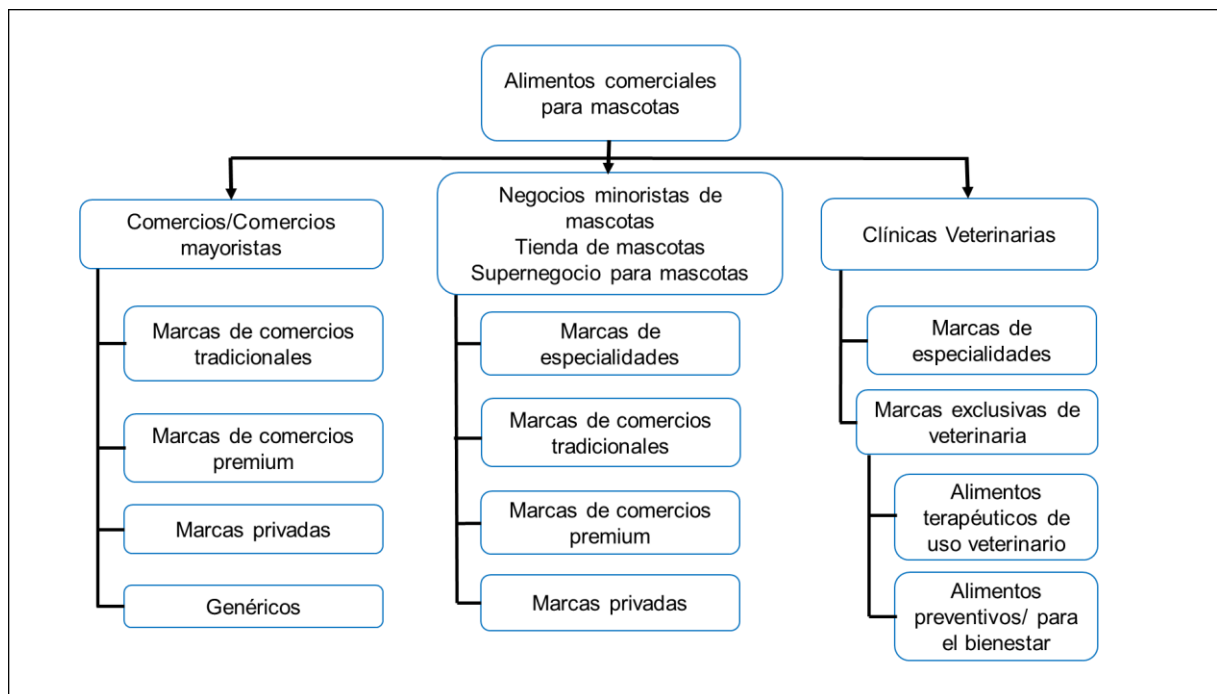 Alimentos comerciales
para mascotas
Comercios/Comercios
mayoristas
Marcas de comercios
tradicionales
Marcas de comercios
premium
Marcas privadas
Genéricos
Negocios minoristas de
mascotas
Tienda de mascotas
Supernegocio para mascotas
Marcas de
especialidades
Marcas de comercios
tradicionales
Marcas de comercios
premium
Marcas privadas
Clínicas Veterinarias
Marcas de
especialidades
Marcas exclusivas de
veterinaria
Alimentos
terapéuticos de
uso veterinario
Alimentos
preventivos/ para
el bienestar